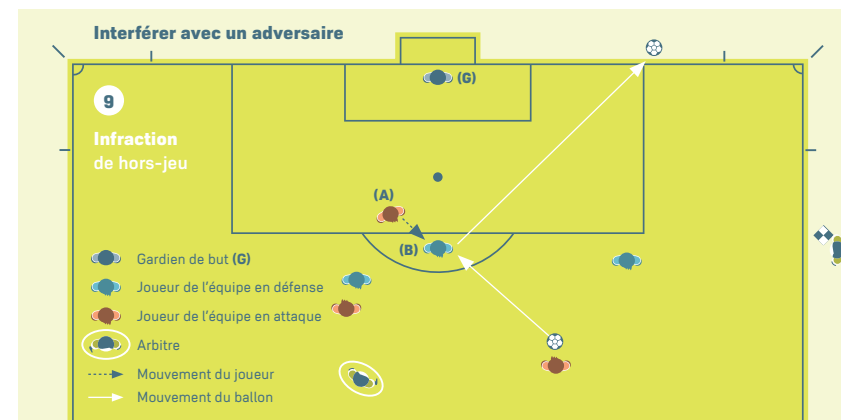 Interférer avec un adversaire
(G)
9
Infraction
de hors-jeu
(A)
(B)
Gardien de but (G)
Joueur de l'équipe en défense
Joueur de l'équipe en attaque
Arbitre
Mouvement du joueur
Mouvement du ballon